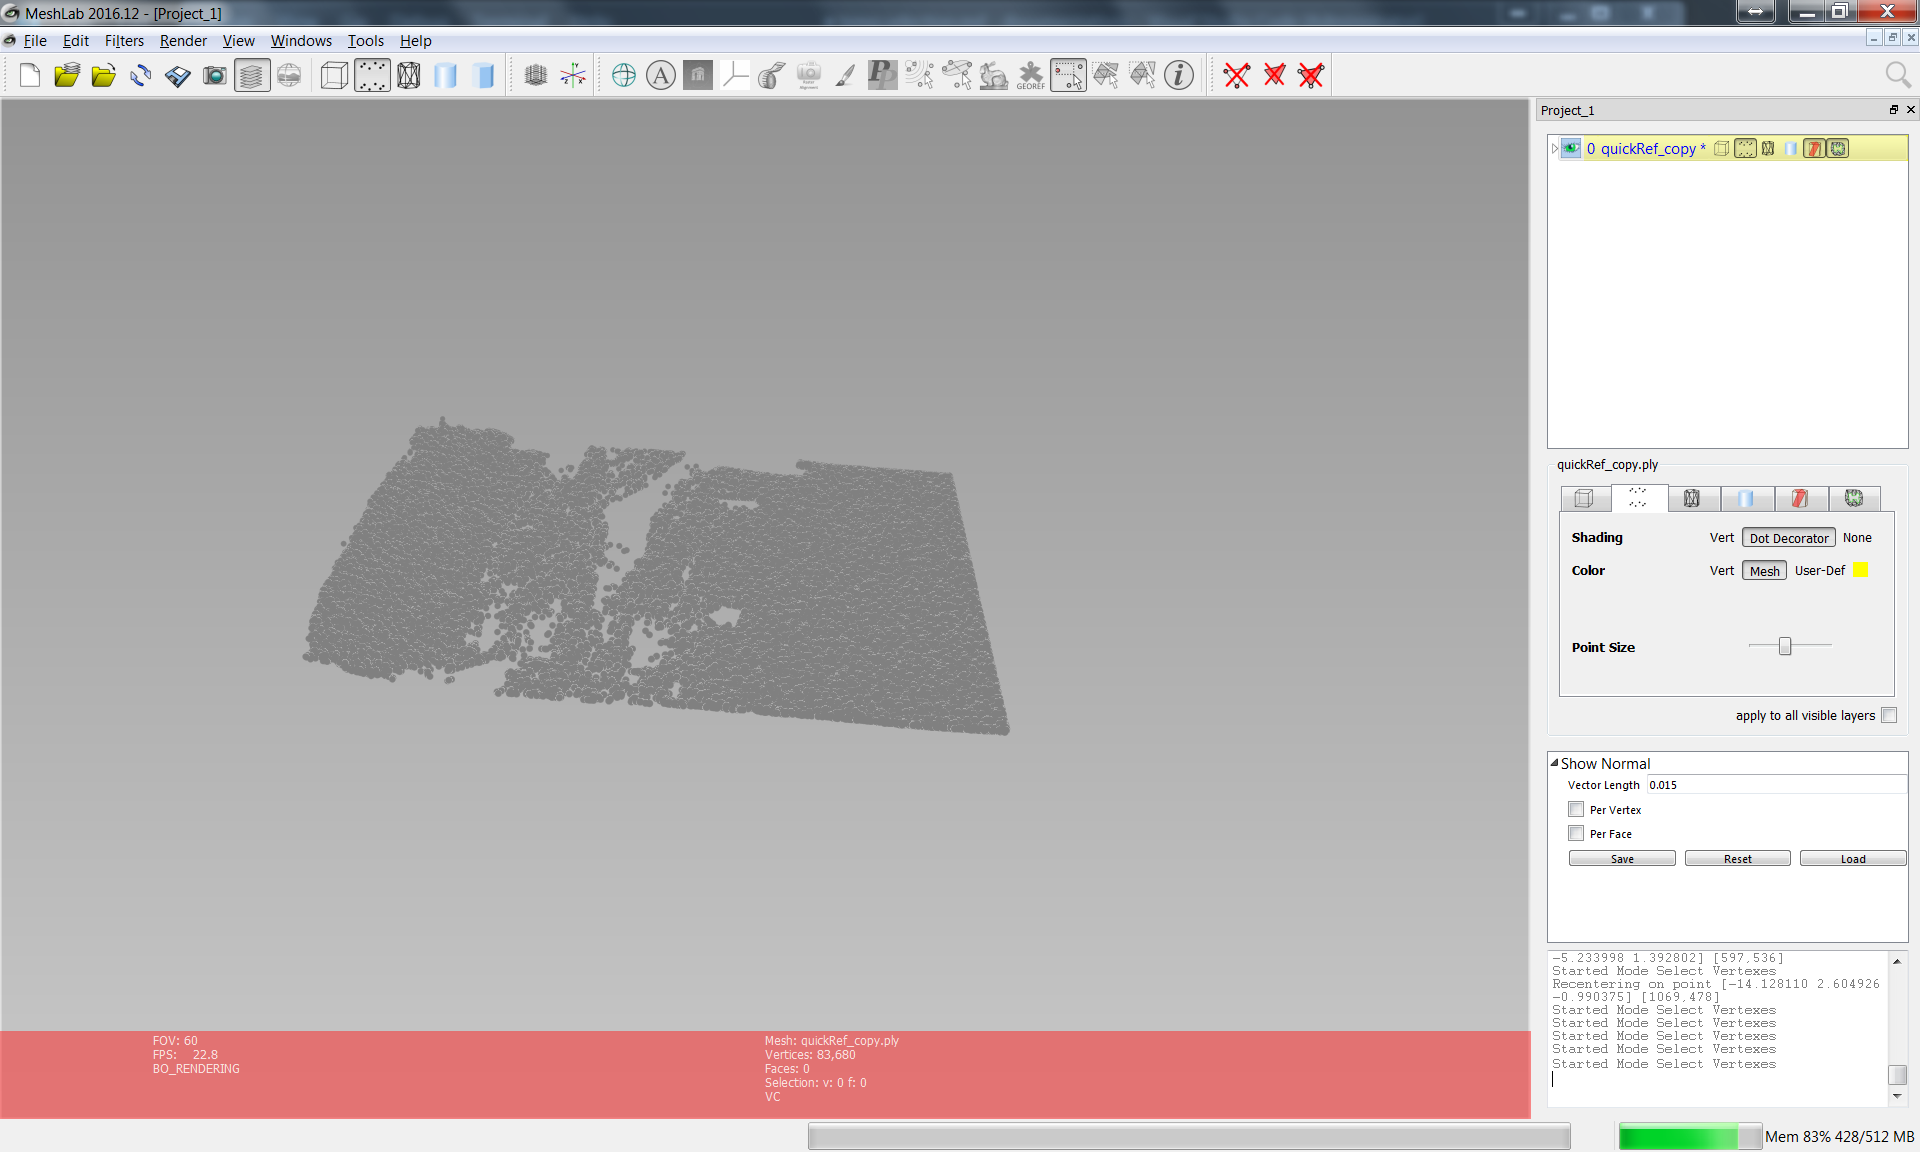 MeshLab 2016.12 - [Project_1]
File Edit Filters Render View Windows Tools Help
A
GEOREF
i
Project_1
0 quickRef_copy *
quickRef_copy.ply
Shading Vert Dot Decorator None
Color Vert Mesh User-Def
Point Size
apply to all visible layers
Show Normal
Vector Length 0.015
Per Vertex
Per Face
Save Reset Load
-5.233998 1.392802] [597,536]
Started Mode Select Vertexes
Recentering on point [-14.128110 2.604926
-0.990375] [1069,478]
Started Mode Select Vertexes
Started Mode Select Vertexes
Started Mode Select Vertexes
Started Mode Select Vertexes
Started Mode Select Vertexes
FOV: 60
FPS: 22.8
BO_RENDERING
Mesh: quickRef_copy.ply
Vertices: 83,680
Faces: 0
Selection: v: 0 f: 0
VC
Mem 83% 428/512 MB